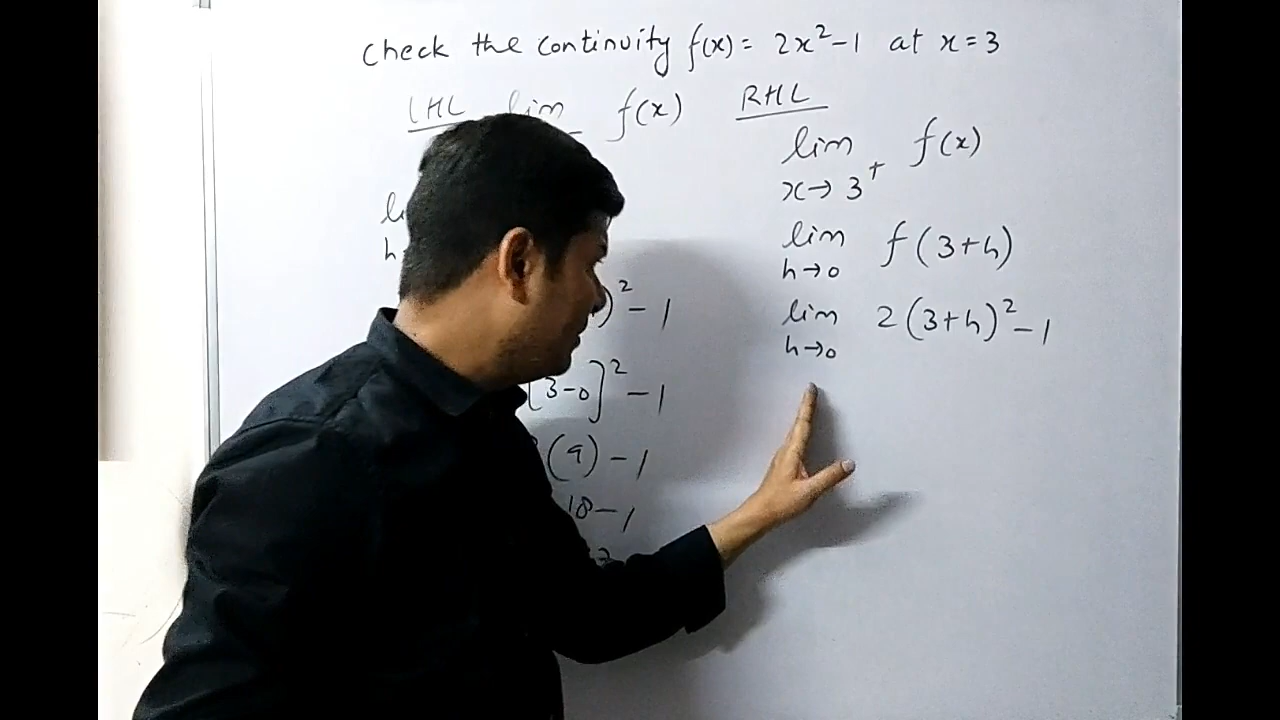 Check the continuity f(x) = 2x²-1 at x=3
LHL lim f(x)
h
)² - 1
[3-0]² - 1
(9) - 1
18 - 1
RHL
lim f(x)
x→3⁺
lim f(3+h)
h→0
lim 2(3+h)² - 1
h→0